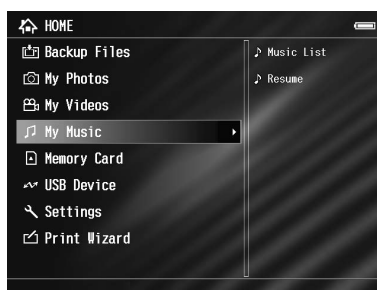 HOME
Backup Files
My Photos
My Videos
My Music
Memory Card
USB Device
Settings
Print Wizard
Music List
Resume